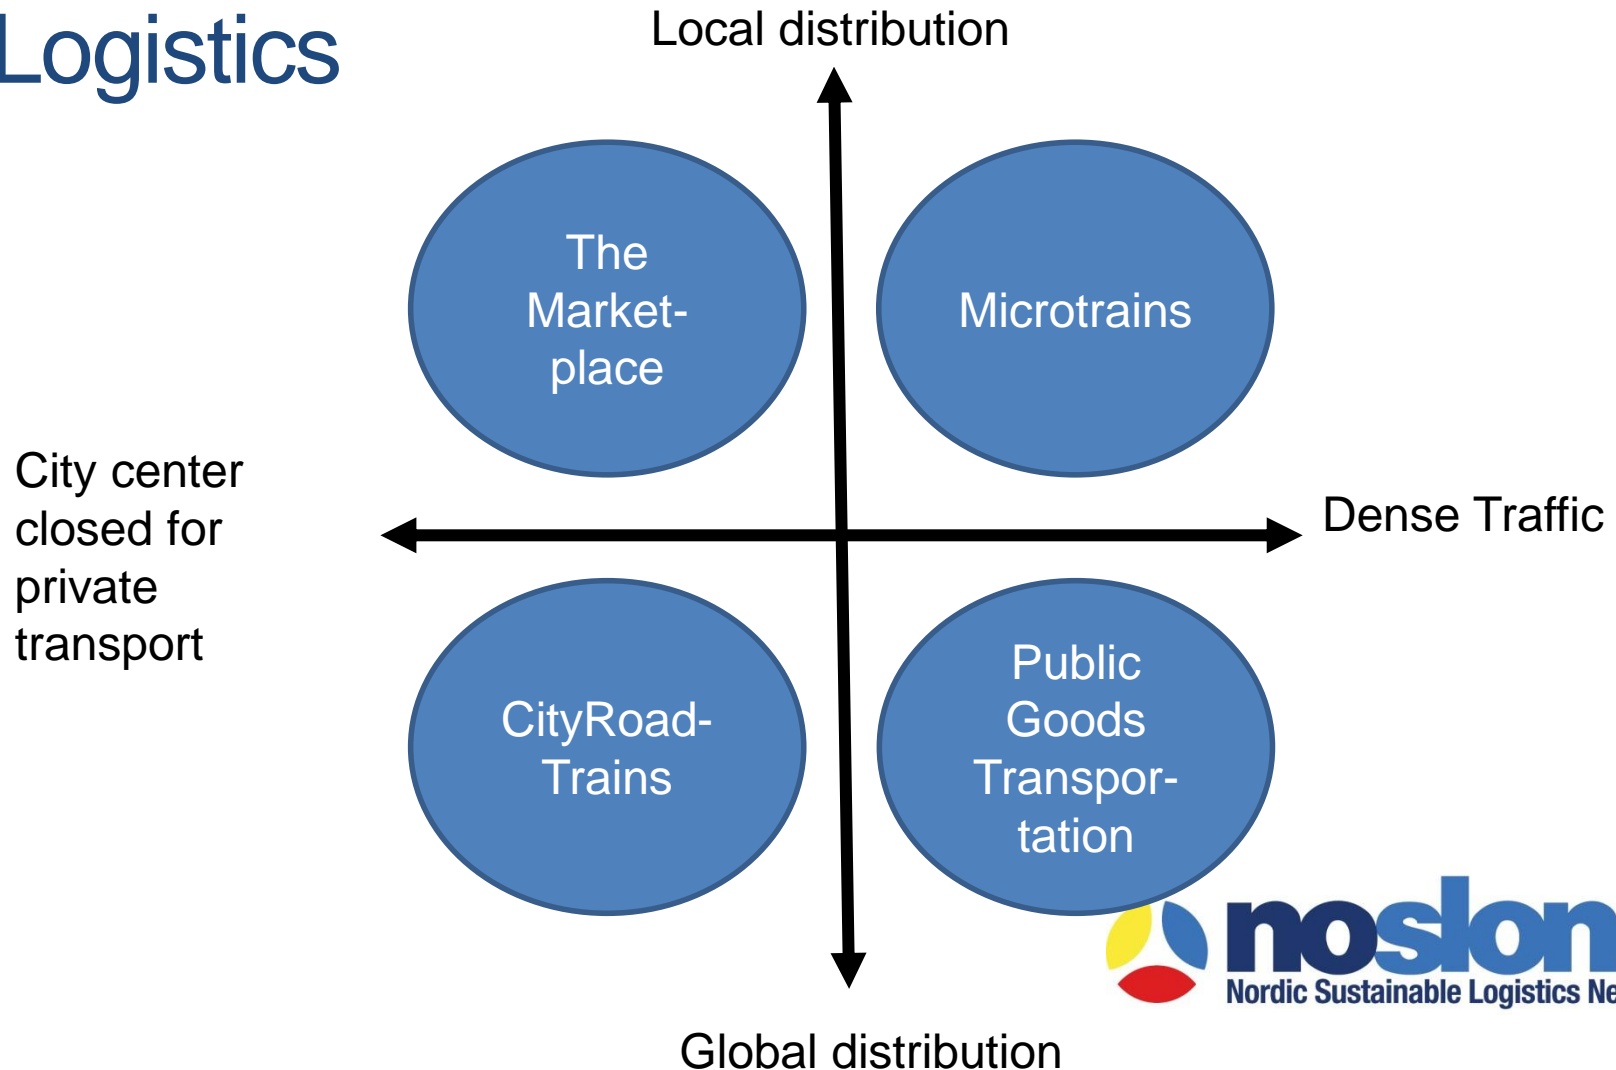 Logistics
Local distribution
The
Market-
place
Microtrains
City center
closed for
private
transport
Dense Traffic
CityRoad-
Trains
Public
Goods
Transpor-
tation
noslon
Nordic Sustainable Logistics Ne
Global distribution